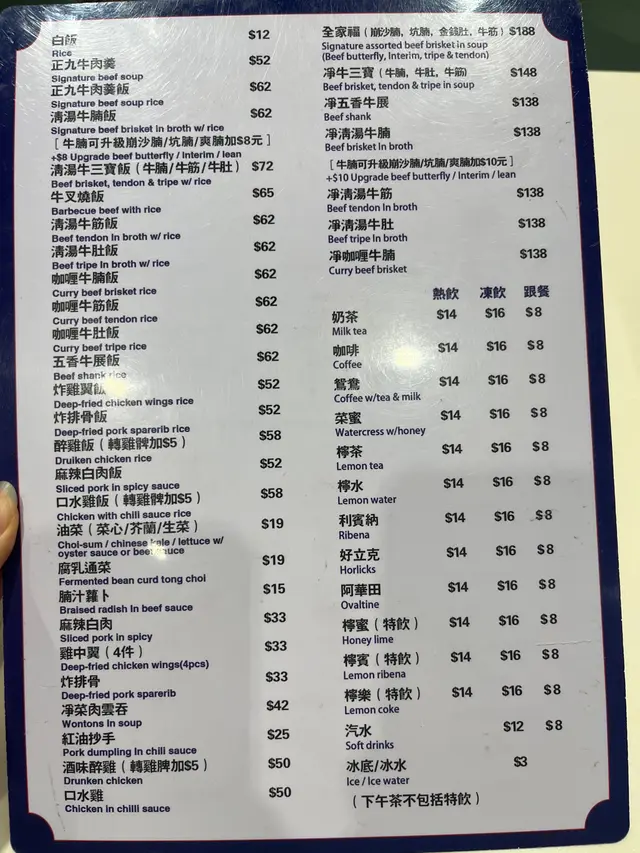 白飯 $12
Rice
正九牛肉羹 $52
Signature beef soup
正九牛肉羹飯 $62
Signature beef soup rice
淸湯牛腩飯 $62
Signature beef brisket in broth w/ rice
[ 牛腩可升級崩沙腩/坑腩/爽腩加$8元 ]
+$8 Upgrade beef butterfly / Interim / lean
淸湯牛三寶飯 ( 牛腩/牛筋/牛肚 ) $72
Beef brisket, tendon & tripe w/ rice
牛叉燒飯 $65
Barbecue beef with rice
淸湯牛筋飯 $62
Beef tendon In broth w/ rice
淸湯牛肚飯 $62
Beef tripe In broth w/ rice
咖喱牛腩飯 $62
Curry beef brisket rice
咖喱牛筋飯 $62
Curry beef tendon rice
咖喱牛肚飯 $62
Curry beef tripe rice
五香牛展飯 $62
Beef shank rice
炸雞翼飯 $52
Deep-fried chicken wings rice
炸排骨飯 $52
Deep-fried pork sparerib rice
醉雞飯 ( 轉雞髀加$5 ) $58
Druiken chicken rice
麻辣白肉飯 $52
Sliced pork in spicy sauce
口水雞飯 ( 轉雞髀加$5 ) $58
Chicken with chili sauce rice
油菜 ( 菜心/芥蘭/生菜 ) $19
Choi-sum / chinese kale / lettuce w/
oyster sauce or beef sauce
腐乳通菜 $19
Fermented bean curd tong choi
腩汁蘿卜 $15
Braised radish In beef sauce
麻辣白肉 $33
Sliced pork in spicy
雞中翼 ( 4件 ) $33
Deep-fried chicken wings(4pcs)
炸排骨 $33
Deep-fried pork sparerib
凈菜肉雲吞 $42
Wontons In soup
紅油抄手 $25
Pork dumpling In chili sauce
酒味醉雞 ( 轉雞脾加$5 ) $50
Drunken chicken
口水雞 $50
Chicken in chilli sauce
全家福 ( 崩沙腩, 坑腩, 金錢肚, 牛筋 ) $188
Signature assorted beef brisket in soup
(Beef butterfly, Interim, tripe & tendon)
凈牛三寶 ( 牛腩, 牛肚, 牛筋 ) $148
Beef brisket, tendon & tripe in soup
凈五香牛展 $138
Beef shank
凈淸湯牛腩 $138
Beef brisket In broth
[ 牛腩可升級崩沙腩/坑腩/爽腩加$10元 ]
+$10 Upgrade beef butterfly / Interim / lean
凈淸湯牛筋 $138
Beef tendon In broth
凈淸湯牛肚 $138
Beef tripe In broth
凈咖喱牛腩 $138
Curry beef brisket
熱飲 凍飲 跟餐
奶茶 $14 $16 $8
Milk tea
咖啡 $14 $16 $8
Coffee
鴛鴦 $14 $16 $8
Coffee w/tea & milk
菜蜜 $14 $16 $8
Watercress w/honey
檸茶 $14 $16 $8
Lemon tea
檸水 $14 $16 $8
Lemon water
利賓納 $14 $16 $8
Ribena
好立克 $14 $16 $8
Horlicks
阿華田 $14 $16 $8
Ovaltine
檸蜜 ( 特飲 ) $14 $16 $8
Honey lime
檸賓 ( 特飲 ) $14 $16 $8
Lemon ribena
檸樂 ( 特飲 ) $14 $16 $8
Lemon coke
汽水 $12 $8
Soft drinks
冰底/冰水 $3
Ice / Ice water
( 下午茶不包括特飲 )